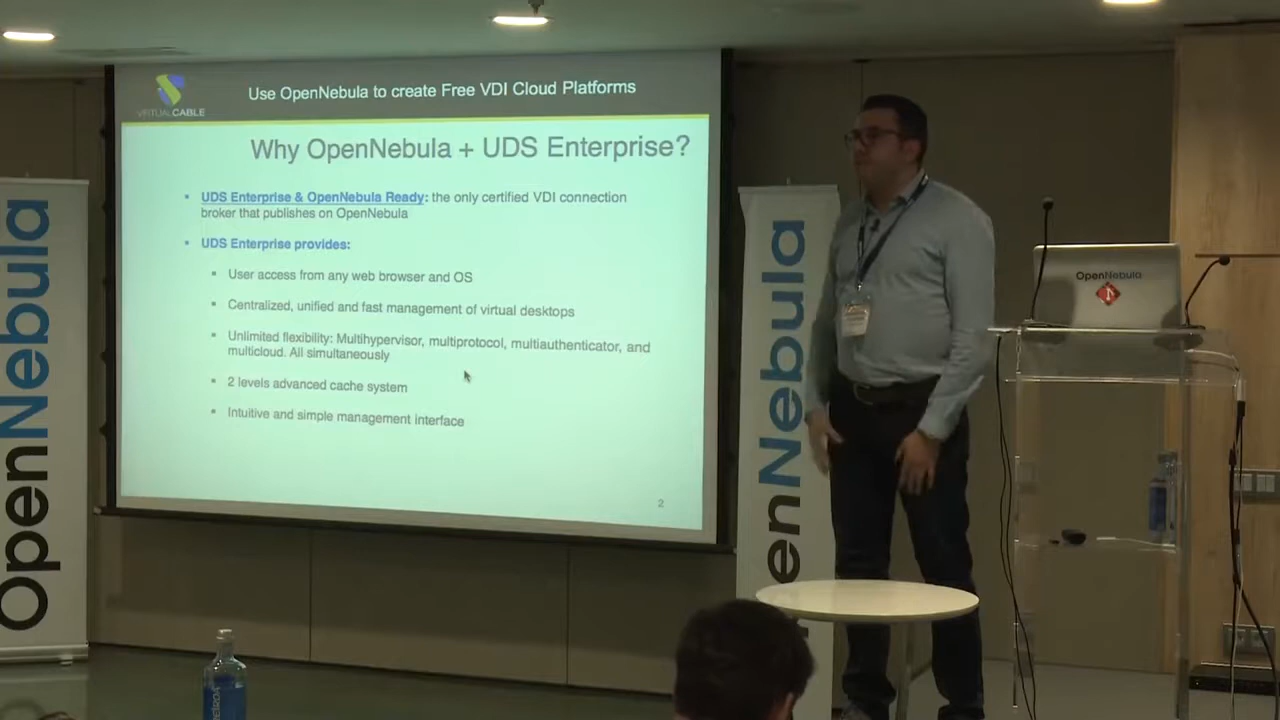 VIRTUALCABLE
Use OpenNebula to create Free VDI Cloud Platforms
Why OpenNebula + UDS Enterprise?
UDS Enterprise & OpenNebula Ready: the only certified VDI connection
broker that publishes on OpenNebula
UDS Enterprise provides:
User access from any web browser and OS
Centralized, unified and fast management of virtual desktops
Unlimited flexibility: Multihypervisor, multiprotocol, multiauthenticator, and
multicloud. All simultaneously
2 levels advanced cache system
Intuitive and simple management interface
2
OpenNebula
OpenNebula
OpenNebula